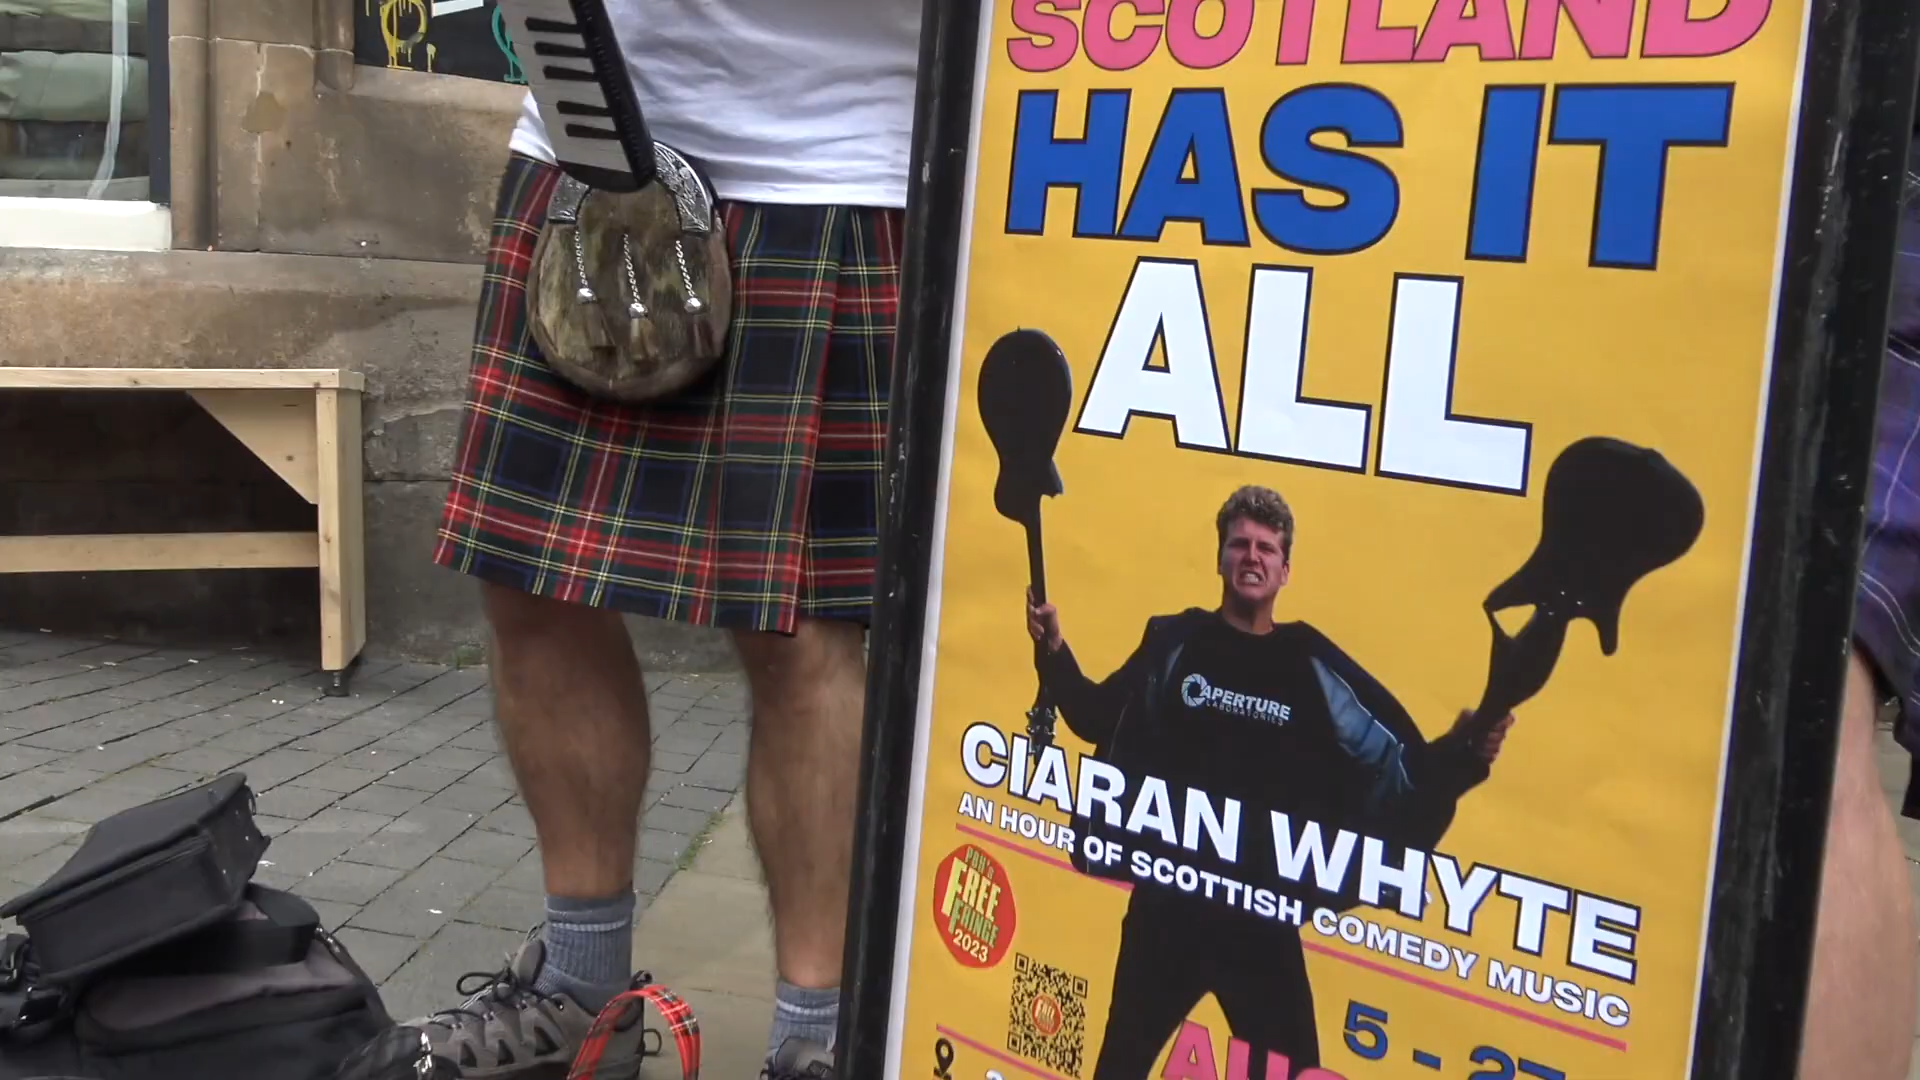 SCOTLAND
HAS IT
ALL
APERTURE
LABORATORIES
CIARAN WHYTE
AN HOUR OF SCOTTISH COMEDY MUSIC
PBH's
FREE
FRINGE
2023
5 - 27